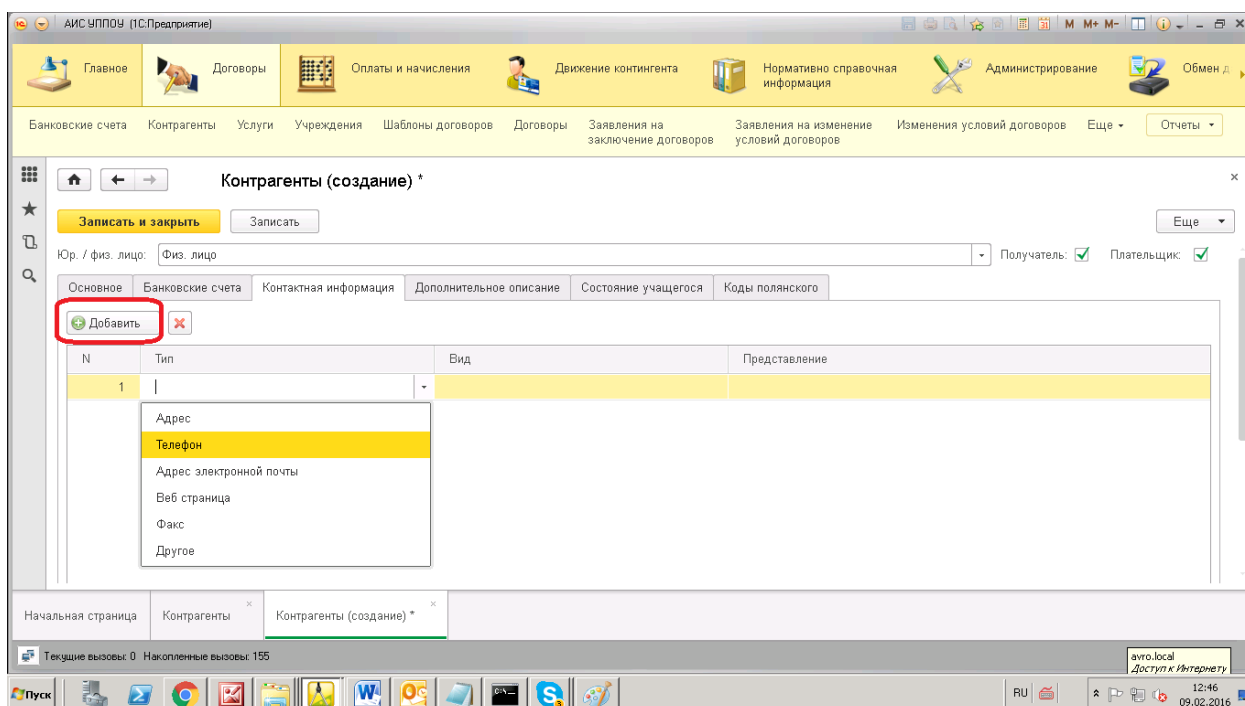 АИС УППОУ (1С:Предприятие)
M M+ M-
Главное
Договоры
Оплаты и начисления
Движение контингента
Нормативно справочная
информация
Администрирование
Обмен д
Банковские счета
Контрагенты
Услуги
Учреждения
Шаблоны договоров
Договоры
Заявления на
заключение договоров
Заявления на изменение
условий договоров
Изменения условий договоров
Еще
Отчеты
Контрагенты (создание) *
Записать и закрыть
Записать
Еще
Юр. / физ. лицо: Физ. лицо
Получатель:
Плательщик:
Основное
Банковские счета
Контактная информация
Дополнительное описание
Состояние учащегося
Коды полянского
Добавить
N Тип Вид Представление
1
Адрес
Телефон
Адрес электронной почты
Веб страница
Факс
Другое
Начальная страница
Контрагенты
Контрагенты (создание) *
Текущие вызовы: 0 Накопленные вызовы: 155
avro.local
Доступ к Интернету
Пуск
RU
12:46
09.02.2016